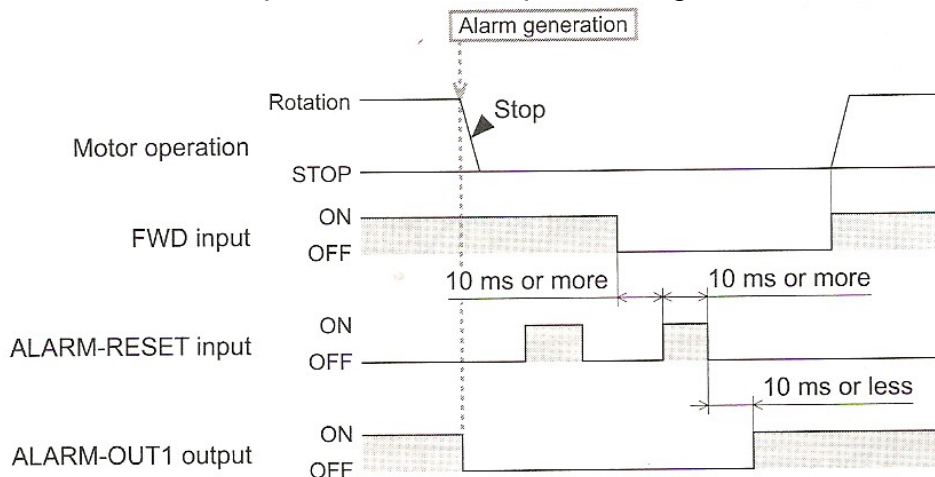 Alarm generation
Rotation
Stop
Motor operation
STOP
ON
FWD input
OFF
10 ms or more
10 ms or more
ON
ALARM-RESET input
OFF
10 ms or less
ON
ALARM-OUT1 output
OFF